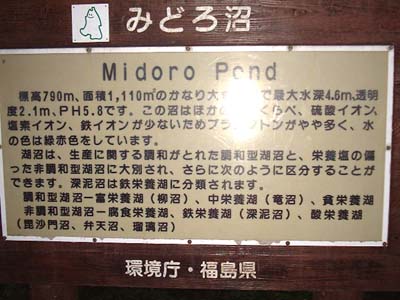 みどろ沼
Midoro Pond
標高790m、面積1,110㎡のかなり大 で最大水深4.6m、透明
度2.1m、PH5.8です。この沼はほか くらべ、硫酸イオン、
塩素イオン、鉄イオンが少ないためプランクトンがやや多く、水
の色は緑赤色をしています。
湖沼は、生産に関する調和がとれた調和型湖沼と、栄養塩の偏
った非調和型湖沼に大別され、さらに次のように区分することが
できます。深泥沼は鉄栄養湖に分類されます。
調和型湖沼ー富栄養湖(柳沼)、中栄養湖(竜沼)、貧栄養湖
非調和型湖沼ー腐食栄養湖、鉄栄養湖(深泥沼)、酸栄養湖
(毘沙門沼、弁天沼、瑠璃沼)
環境庁・福島県